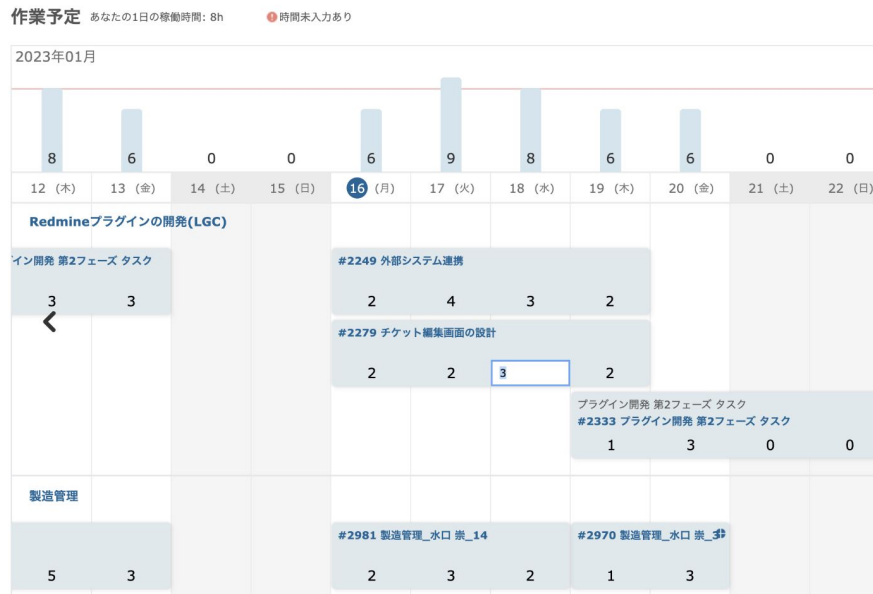 作業予定 あなたの1日の稼働時間: 8h 時間未入力あり
2023年01月
8 6 0 0 6 9 8 6 6 0 0
12 (木) 13 (金) 14 (土) 15 (日) 16 (月) 17 (火) 18 (水) 19 (木) 20 (金) 21 (土) 22 (日)
Redmineプラグインの開発(LGC)
イン開発 第2フェーズ タスク #2249 外部システム連携
3 3 2 4 3 2
#2279 チケット編集画面の設計
2 2 3 2
プラグイン開発 第2フェーズ タスク
#2333 プラグイン開発 第2フェーズ タスク
1 3 0 0
製造管理
#2981 製造管理_水口 崇_14 #2970 製造管理_水口 崇_3
5 3 2 3 2 1 3